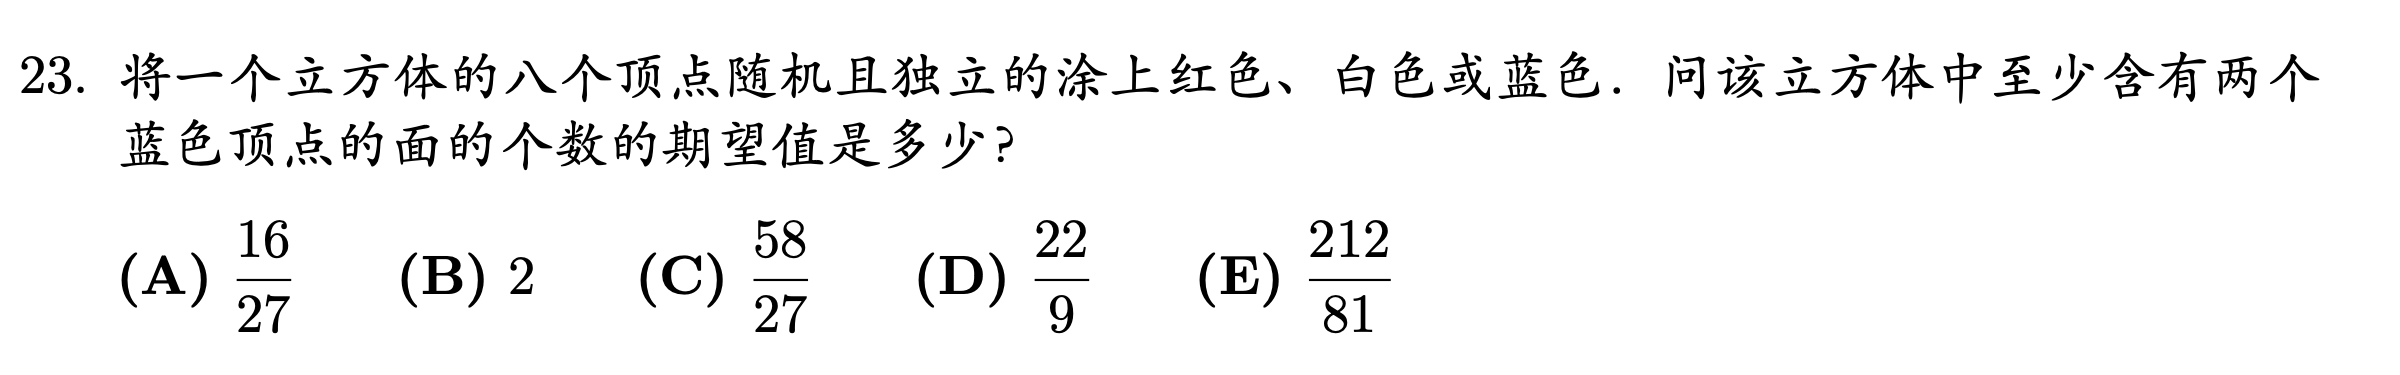 23. 将一个立方体的八个顶点随机且独立的涂上红色、白色或蓝色. 问该立方体中至少含有两个
蓝色顶点的面的个数的期望值是多少?
(A) 16/27 (B) 2 (C) 58/27 (D) 22/9 (E) 212/81